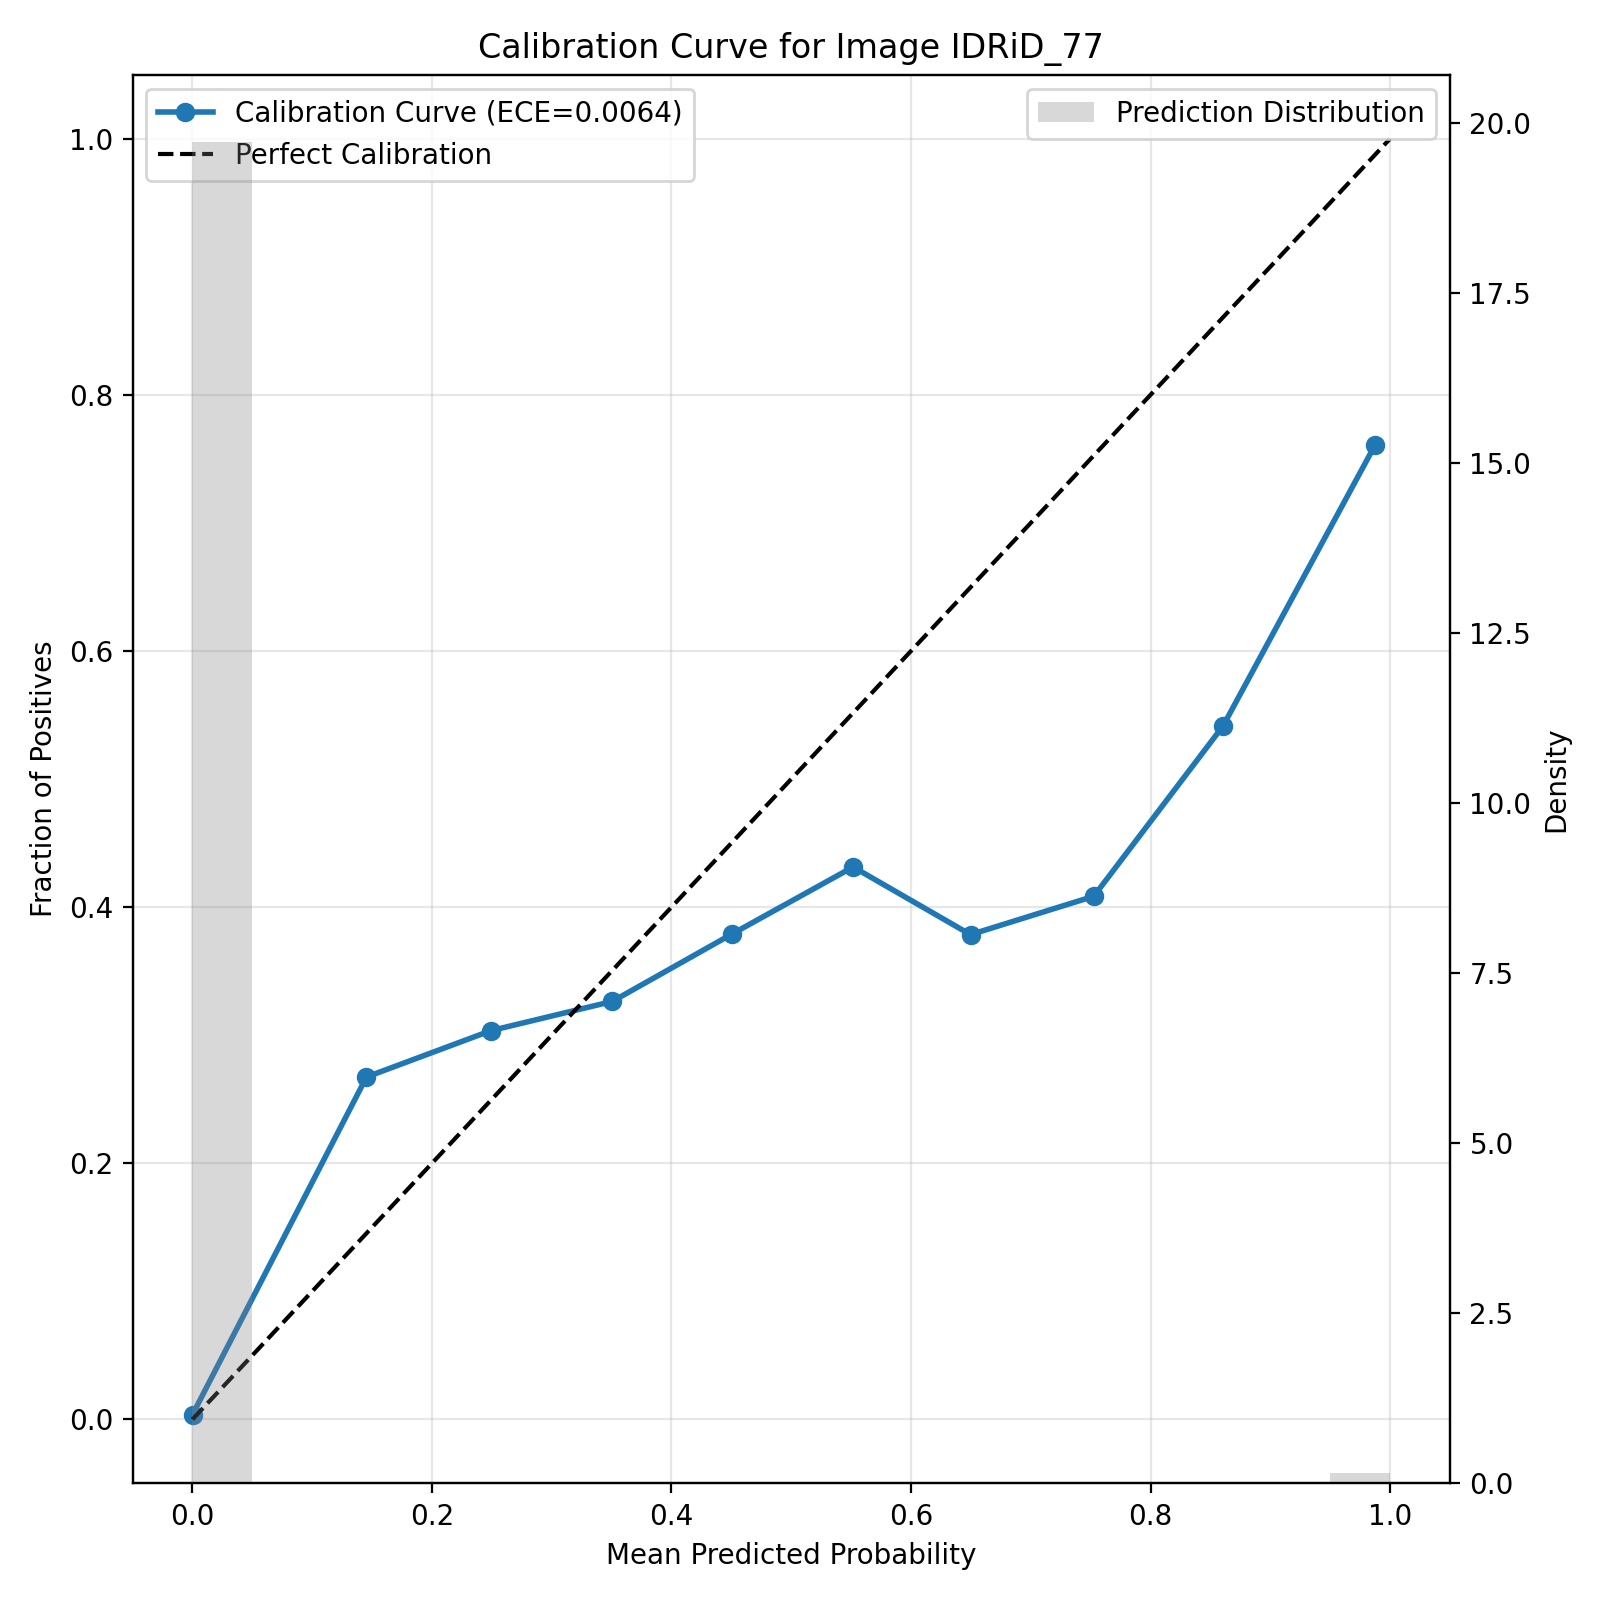 Calibration Curve for Image IDRiD_77
Calibration Curve (ECE=0.0064)
Perfect Calibration
Prediction Distribution
Fraction of Positives
1.0
0.8
0.6
0.4
0.2
0.0
20.0
17.5
15.0
12.5
10.0
7.5
5.0
2.5
0.0
Density
0.0 0.2 0.4 0.6 0.8 1.0
Mean Predicted Probability